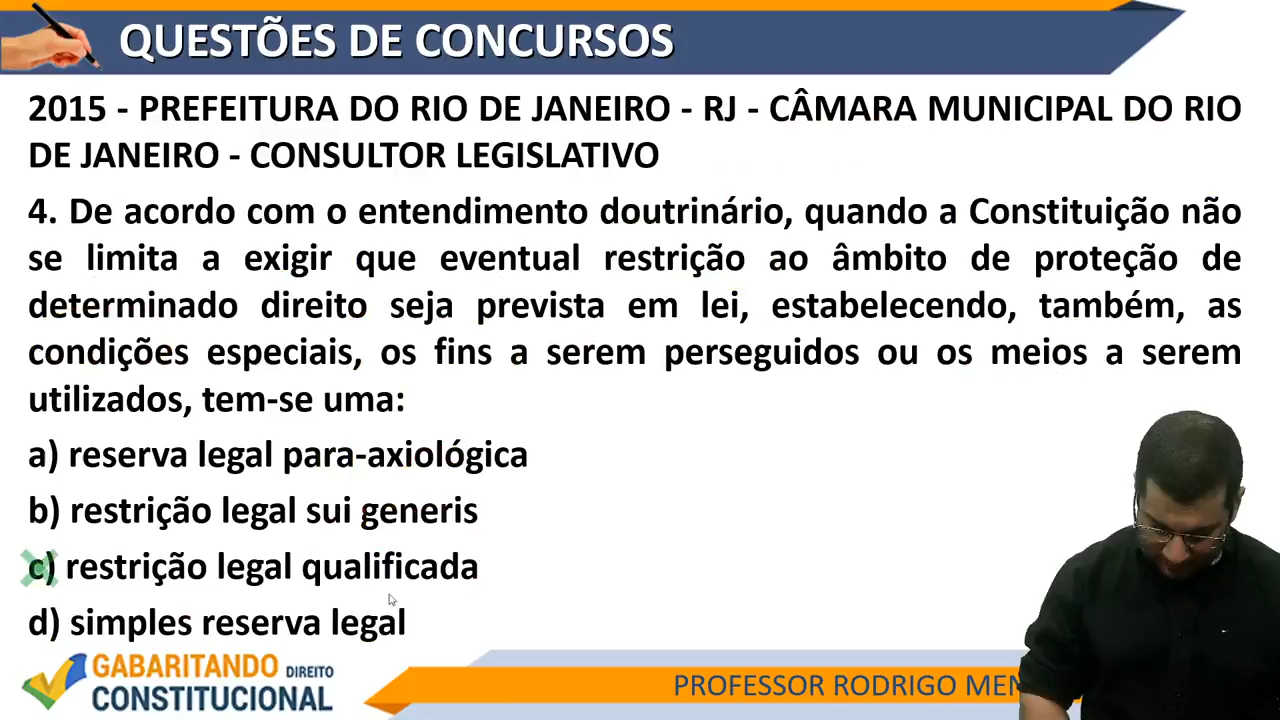 QUESTÕES DE CONCURSOS
2015 - PREFEITURA DO RIO DE JANEIRO - RJ - CÂMARA MUNICIPAL DO RIO
DE JANEIRO - CONSULTOR LEGISLATIVO
4. De acordo com o entendimento doutrinário, quando a Constituição não
se limita a exigir que eventual restrição ao âmbito de proteção de
determinado direito seja prevista em lei, estabelecendo, também, as
condições especiais, os fins a serem perseguidos ou os meios a serem
utilizados, tem-se uma:
a) reserva legal para-axiológica
b) restrição legal sui generis
c) restrição legal qualificada
d) simples reserva legal
GABARITANDO DIREITO
CONSTITUCIONAL
PROFESSOR RODRIGO